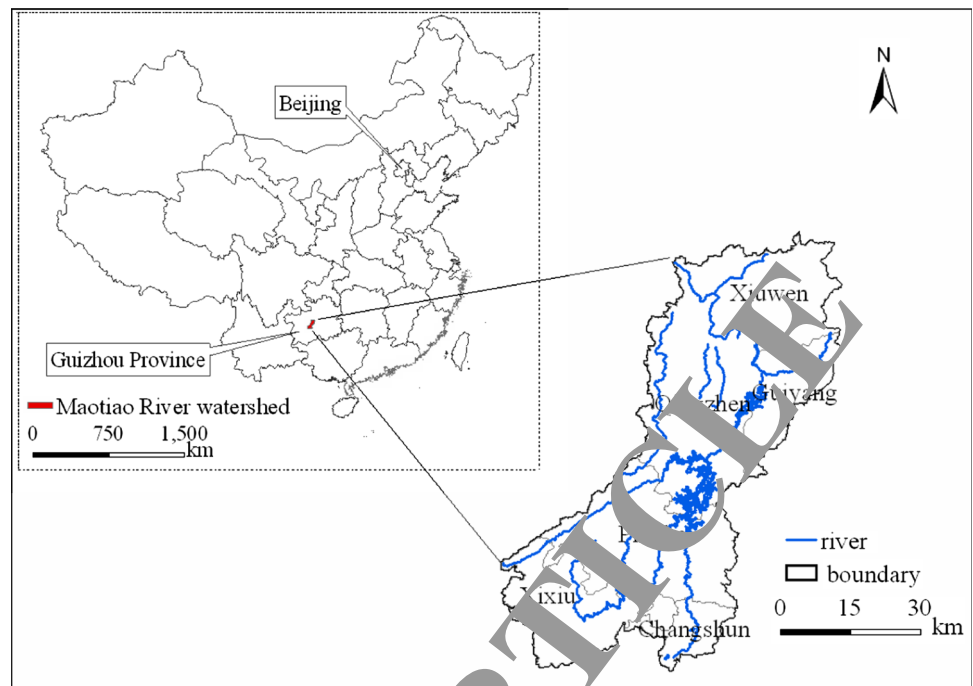 N
Beijing
Xiuwen
Guizhou Province
Guiyang
Maotiao River watershed
0 750 1,500
km
river
boundary
0 15 30
km
Changshun